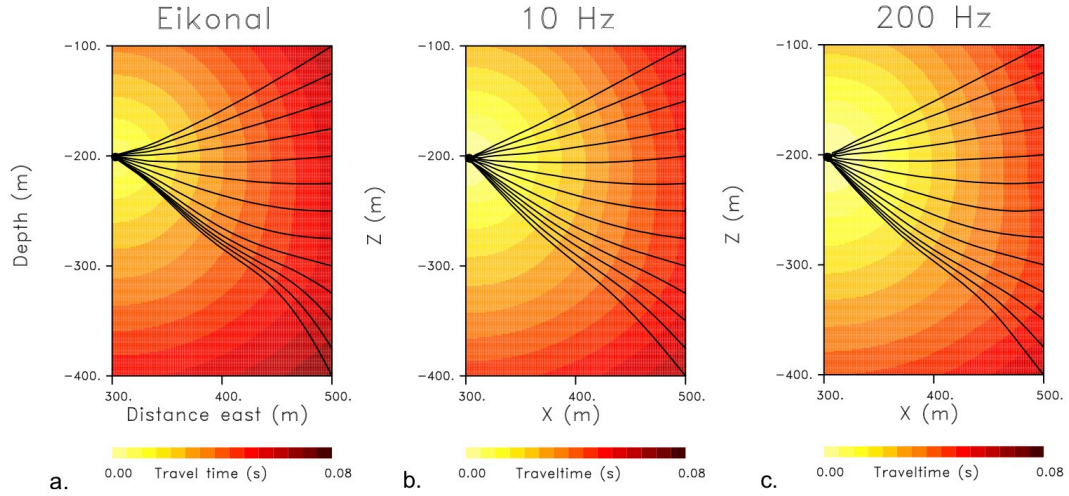 Eikonal
-100.
-200.
-300.
-400.
Depth (m)
300.
400.
500.
Distance east (m)
0.00
Travel time (s)
0.08
a.
10 Hz
-100.
-200.
-300.
-400.
Z (m)
300.
400.
500.
X (m)
0.00
Traveltime (s)
0.08
b.
200 Hz
-100.
-200.
-300.
-400.
Z (m)
300.
400.
500.
X (m)
0.00
Traveltime (s)
0.08
c.